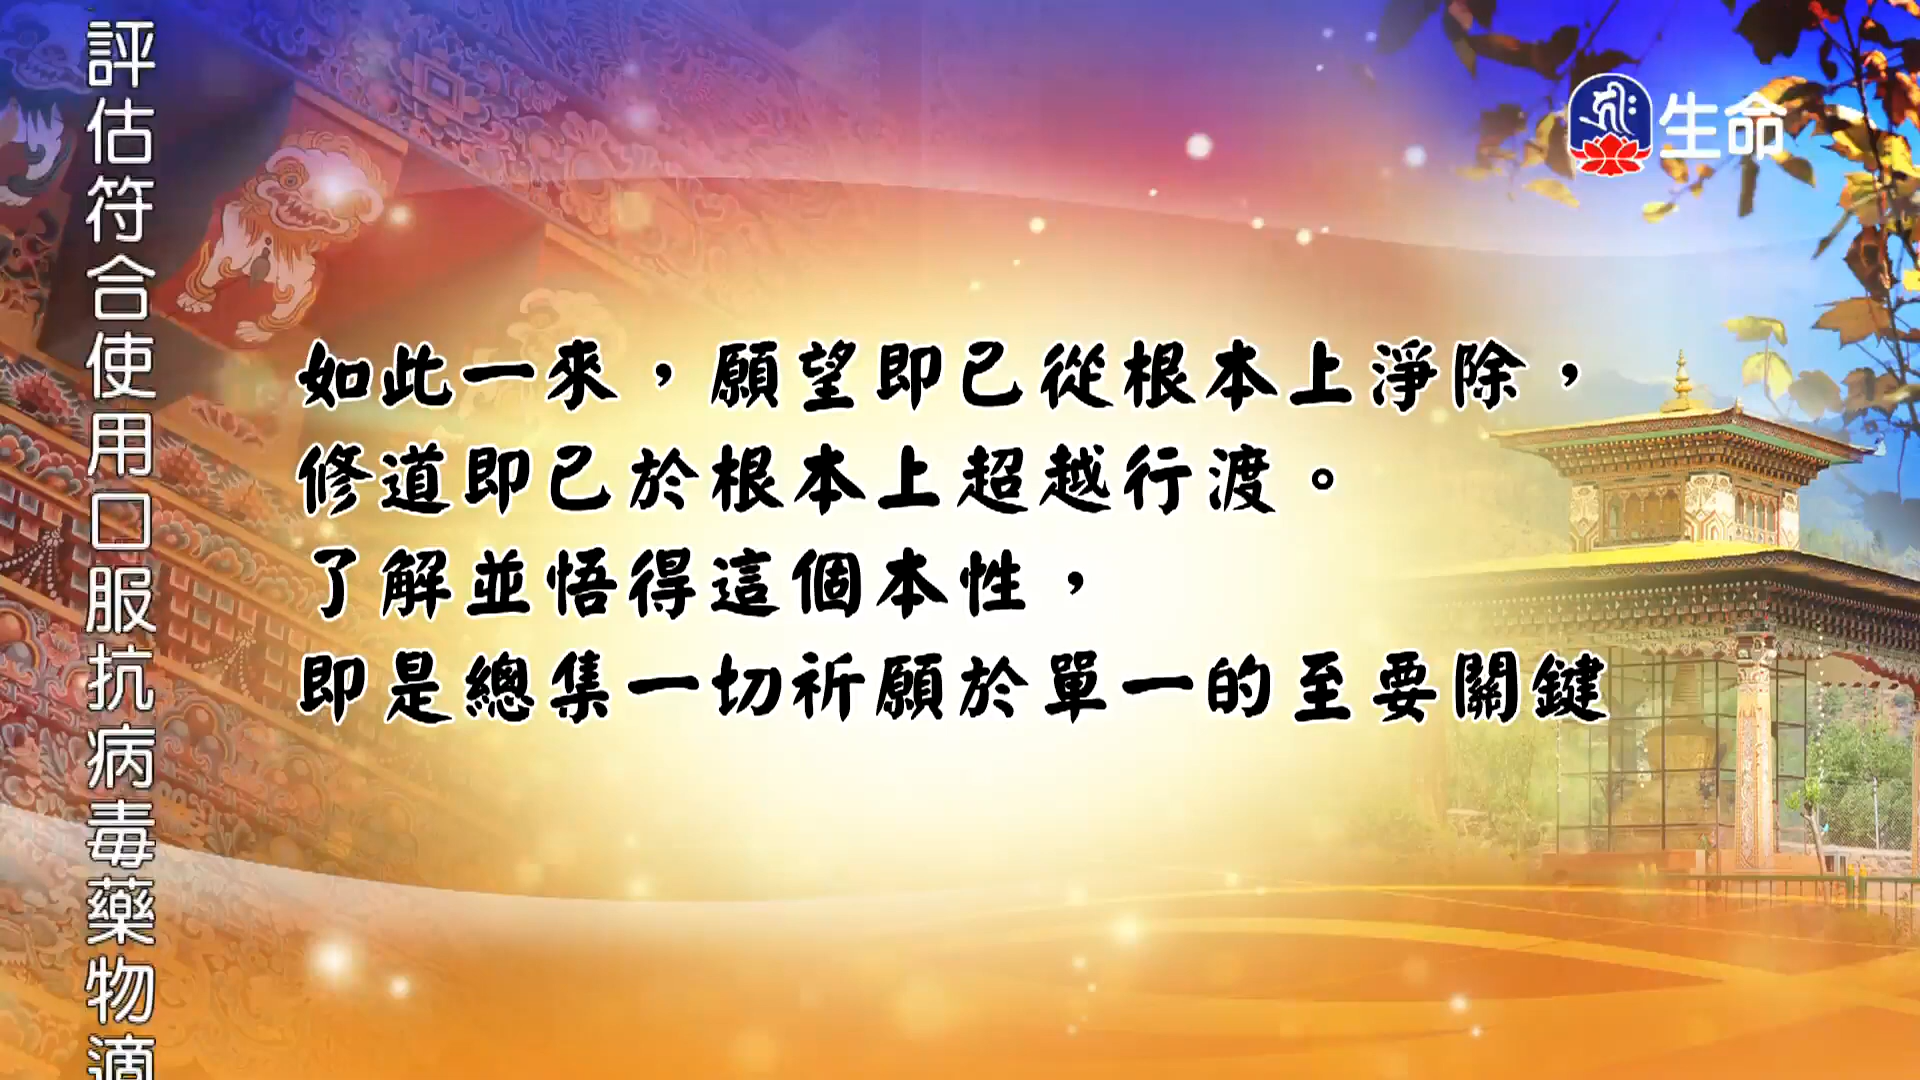 評估符合使用口服抗病毒藥物適
生命
如此一來，願望即已從根本上淨除，
修道即已於根本上超越行渡。
了解並悟得這個本性，
即是總集一切祈願於單一的至要關鍵